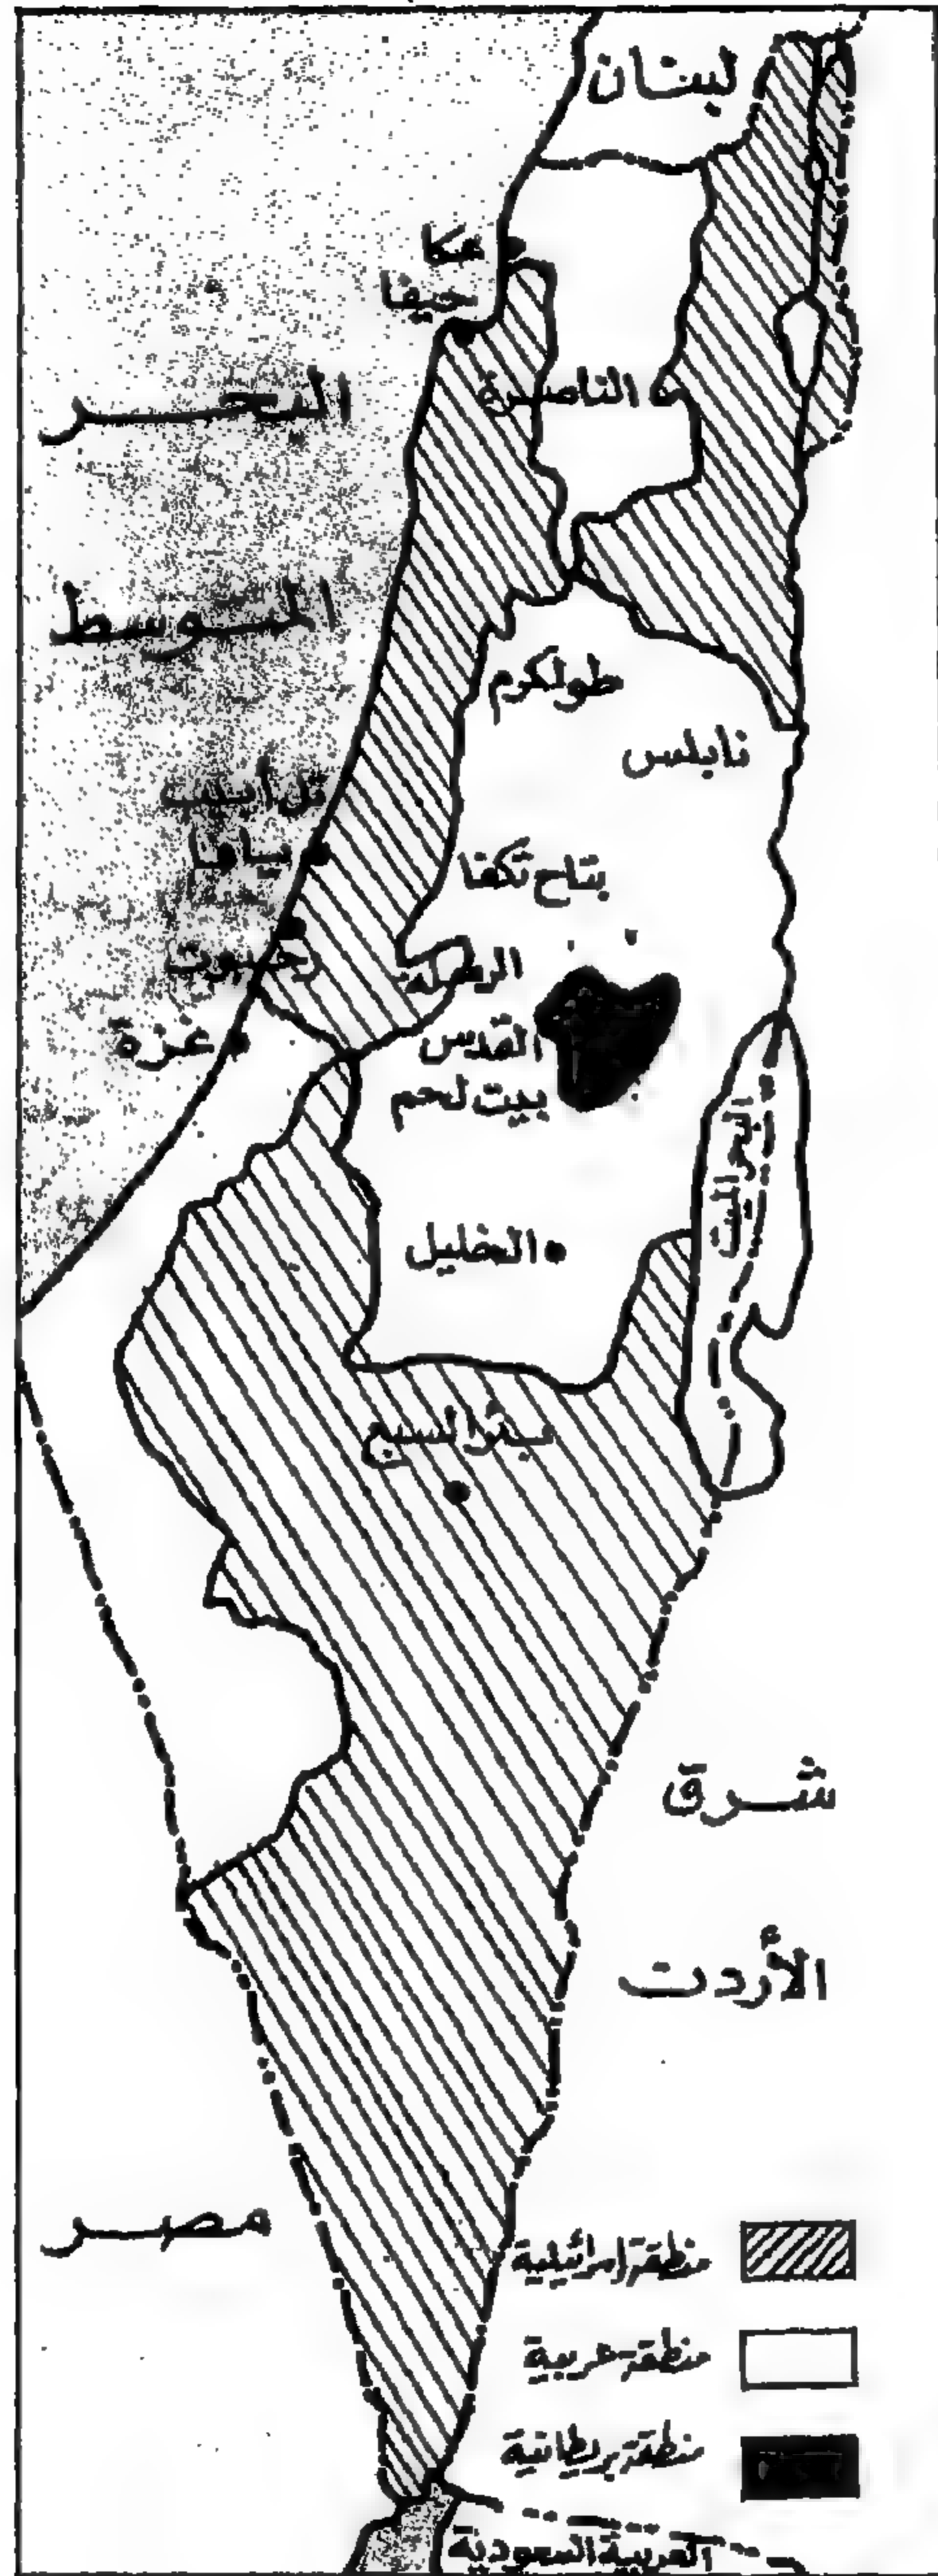 لبنان
عكا
حيفا
الناصرة
البحر
المتوسط
طولكرم
نابلس
تل أبيب
يافا
بتاح تكفا
رحبوت
الرملة
غزة
القدس
بيت لحم
البحر الميت
الخليل
بئر السبع
شرق
الأردن
مصر
منطقة إسرائيلية
منطقة عربية
منطقة بريطانية
العربية السعودية